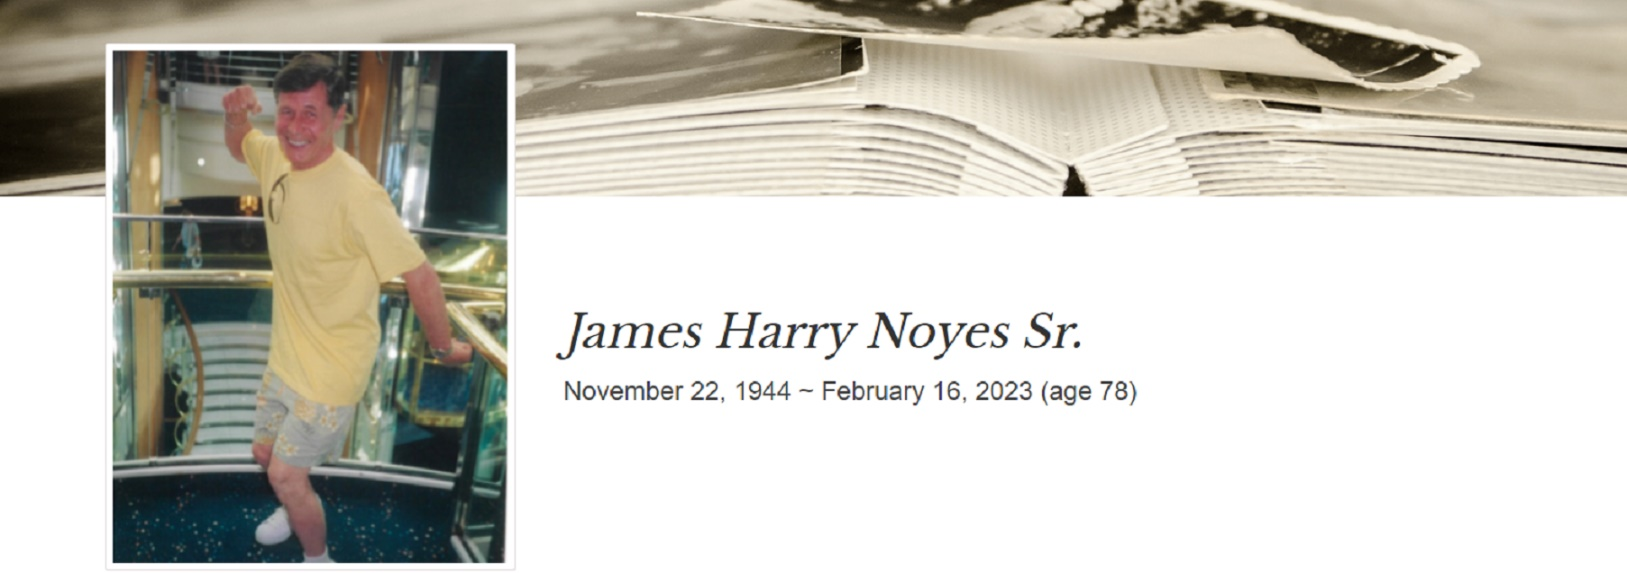 James Harry Noyes Sr.
November 22, 1944 ~ February 16, 2023 (age 78)